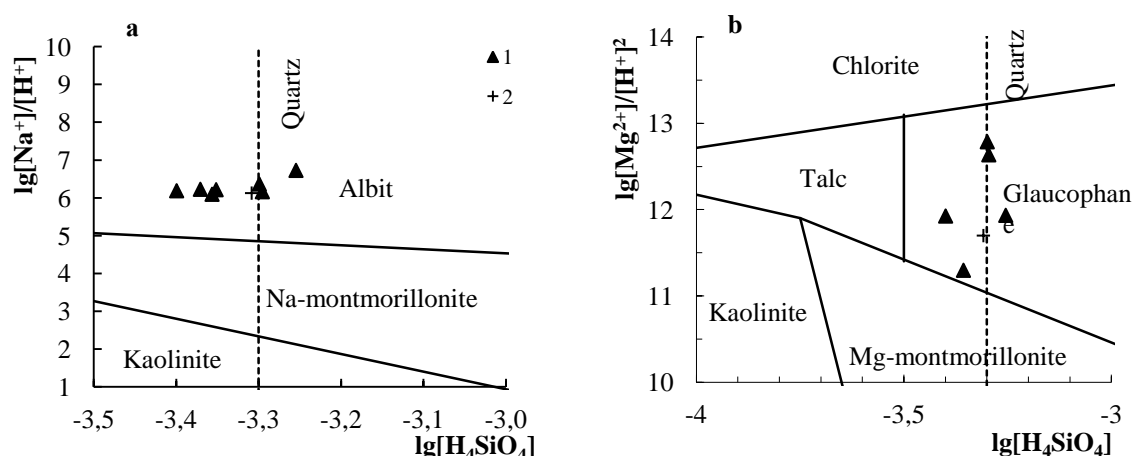 a
lg[Na⁺]/[H⁺]
10
9
8
7
6
5
4
3
2
1
Quartz
1
2
Albit
Na-montmorillonite
Kaolinite
-3,5
-3,4
-3,3
-3,2
-3,1
-3,0
lg[H₄SiO₄]
b
lg[Mg²⁺]/[H⁺]²
14
13
12
11
10
Chlorite
Quartz
Talc
Glaucophan
e
Kaolinite
Mg-montmorillonite
-4
-3,5
-3
lg[H₄SiO₄]